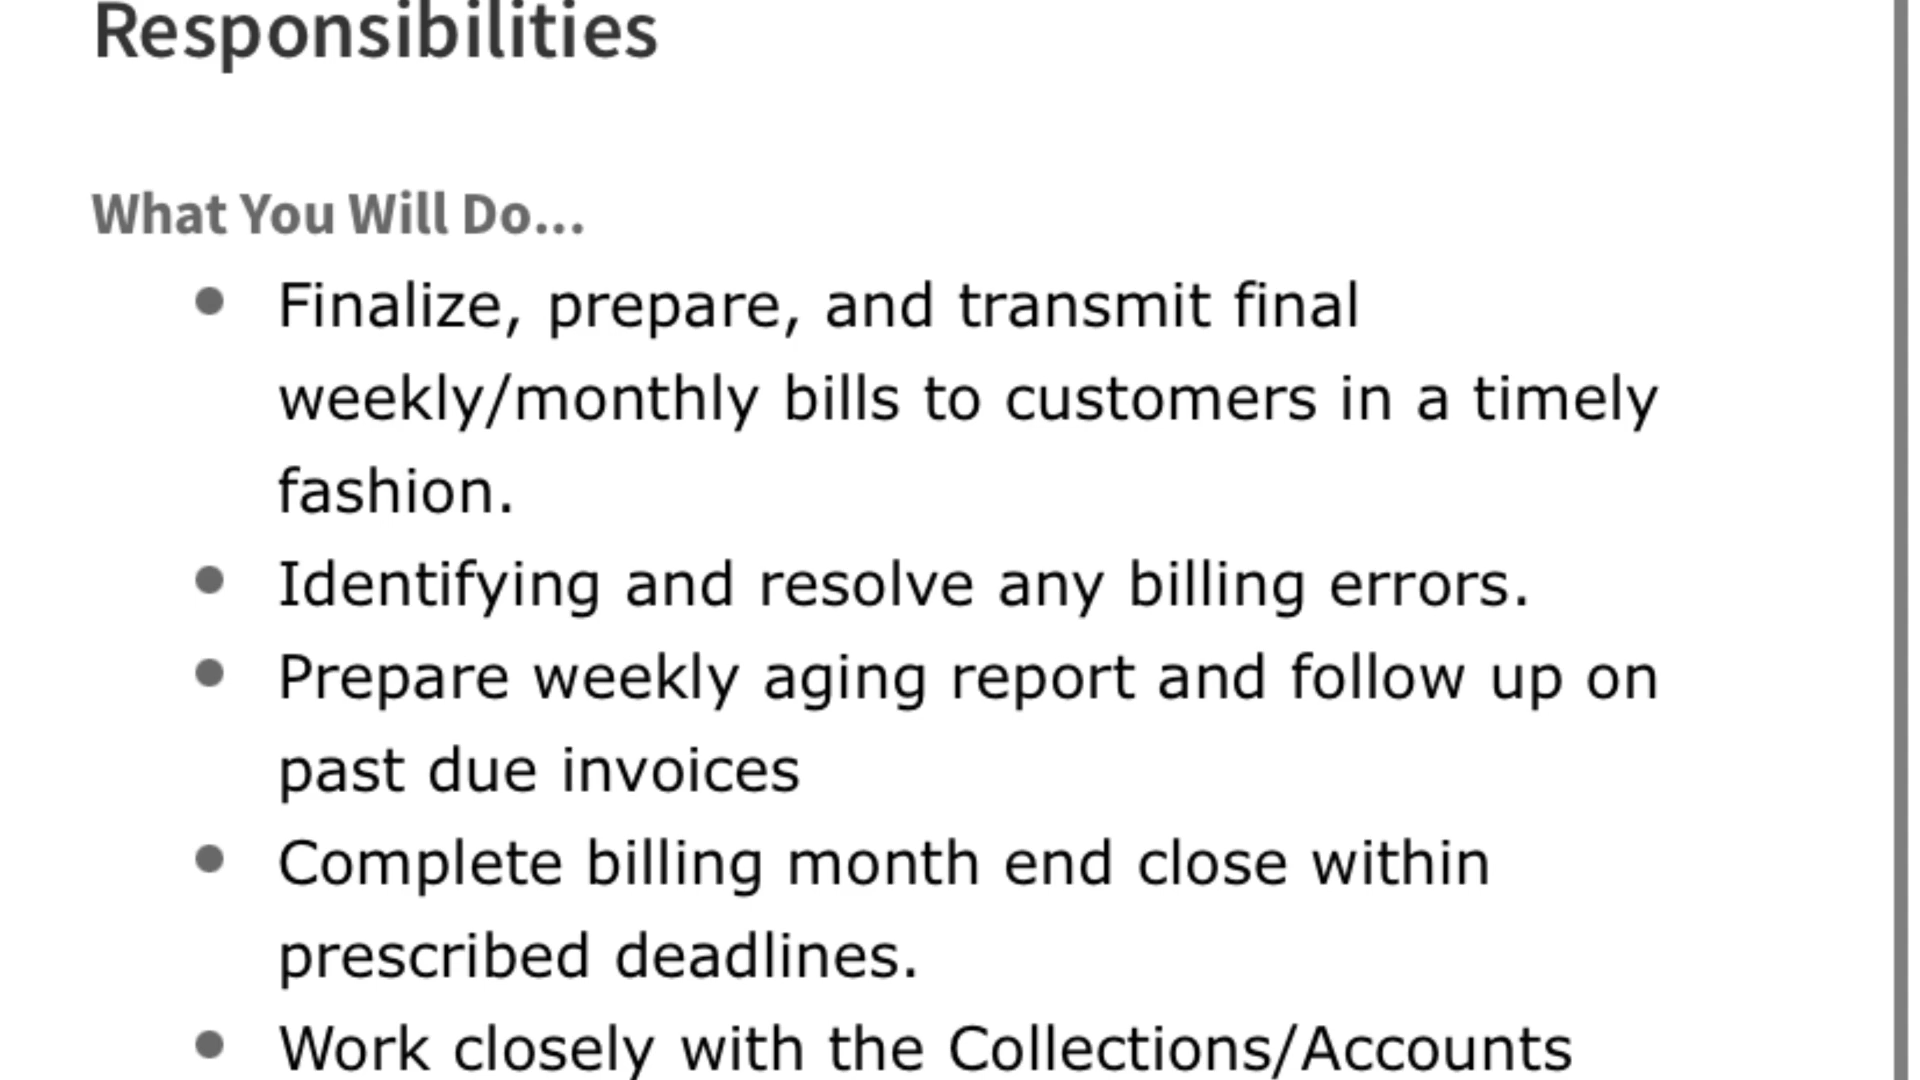 Responsibilities
What You Will Do...
Finalize, prepare, and transmit final
weekly/monthly bills to customers in a timely
fashion.
Identifying and resolve any billing errors.
Prepare weekly aging report and follow up on
past due invoices
Complete billing month end close within
prescribed deadlines.
Work closely with the Collections/Accounts